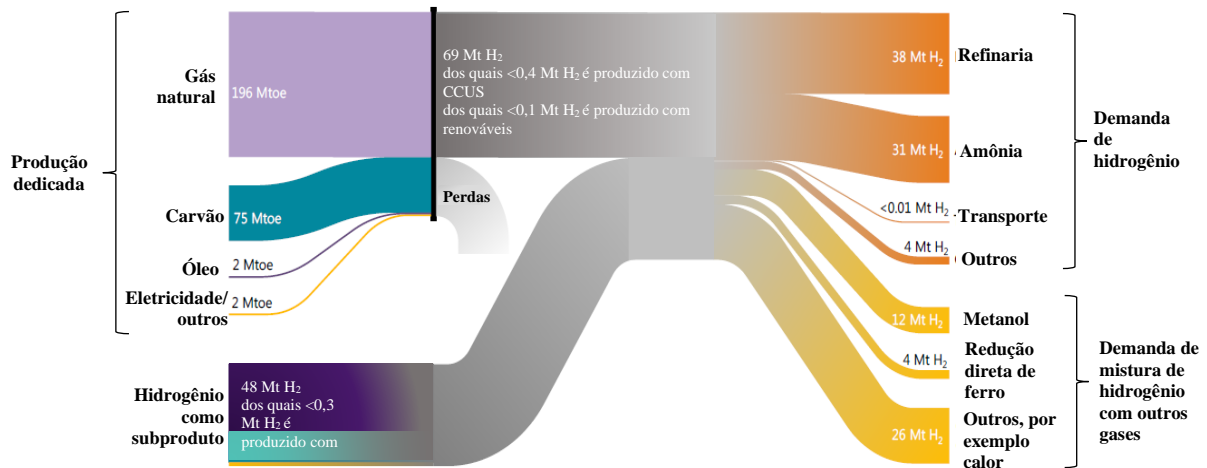 Produção
dedicada
Gás
natural
196 Mtoe
Carvão
75 Mtoe
Óleo
2 Mtoe
Eletricidade/
outros
2 Mtoe
Hidrogênio
como
subproduto
48 Mt H₂
dos quais <0,3
Mt H₂ é
produzido com
69 Mt H₂
dos quais <0,4 Mt H₂ é produzido com
CCUS
dos quais <0,1 Mt H₂ é produzido com
renováveis
Perdas
38 Mt H₂
Refinaria
31 Mt H₂
Amônia
<0.01 Mt H₂
Transporte
4 Mt H₂
Outros
Demanda
de
hidrogênio
12 Mt H₂
Metanol
4 Mt H₂
Redução
direta de
ferro
26 Mt H₂
Outros, por
exemplo
calor
Demanda de
mistura de
hidrogênio
com outros
gases